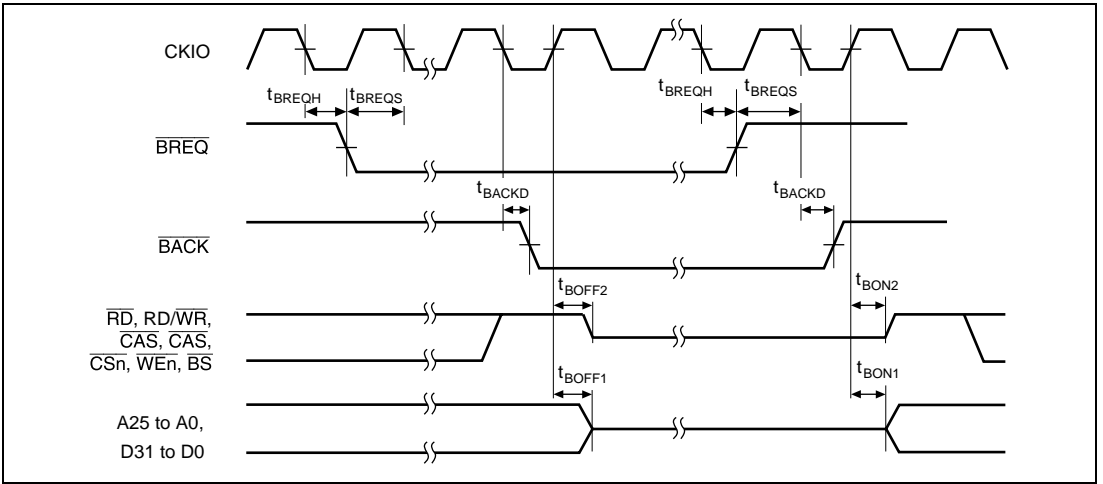 CKIO
tBREQH tBREQS tBREQH tBREQS
BREQ
tBACKD tBACKD
BACK
tBOFF2 tBON2
RD, RD/WR,
CAS, CAS,
CSn, WEn, BS
tBOFF1 tBON1
A25 to A0,
D31 to D0